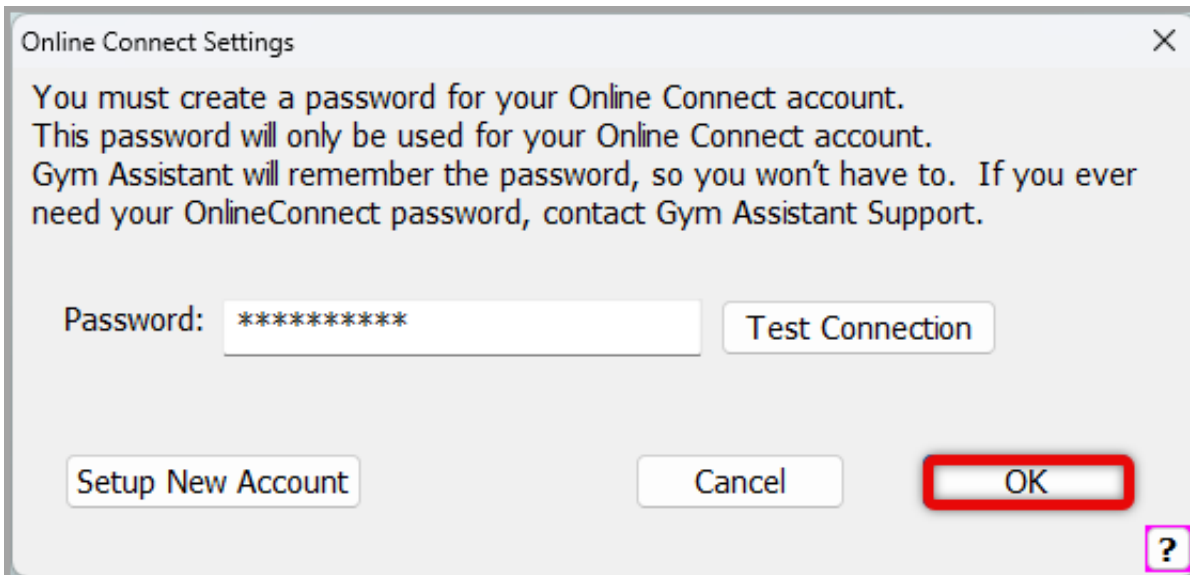 Online Connect Settings
You must create a password for your Online Connect account.
This password will only be used for your Online Connect account.
Gym Assistant will remember the password, so you won't have to.  If you ever
need your OnlineConnect password, contact Gym Assistant Support.
Password: ********** Test Connection
Setup New Account Cancel OK
?